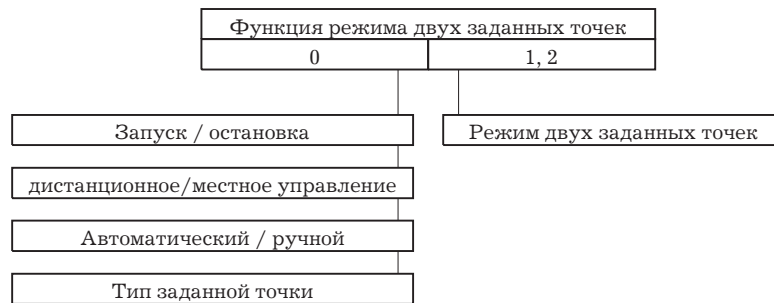 Функция режима двух заданных точек
0
1, 2
Запуск / остановка
Режим двух заданных точек
дистанционное/местное управление
Автоматический / ручной
Тип заданной точки